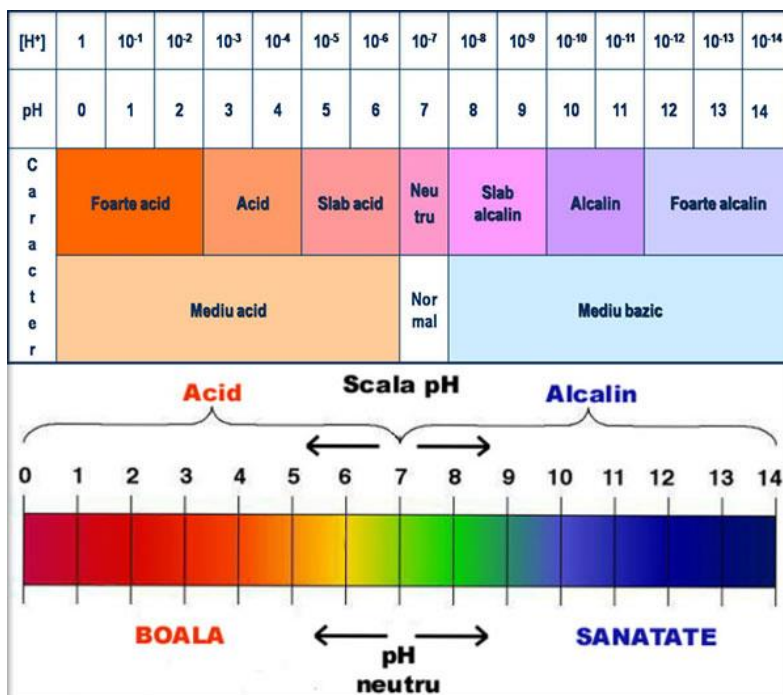 [H⁺] 1 10⁻¹ 10⁻² 10⁻³ 10⁻⁴ 10⁻⁵ 10⁻⁶ 10⁻⁷ 10⁻⁸ 10⁻⁹ 10⁻¹⁰ 10⁻¹¹ 10⁻¹² 10⁻¹³ 10⁻¹⁴
pH 0 1 2 3 4 5 6 7 8 9 10 11 12 13 14
Caracter
Foarte acid
Acid
Slab acid
Neu
tru
Slab
alcalin
Alcalin
Foarte alcalin
Mediu acid
Nor
mal
Mediu bazic
Acid
Scala pH
Alcalin
0 1 2 3 4 5 6 7 8 9 10 11 12 13 14
BOALA
SANATATE
pH
neutru